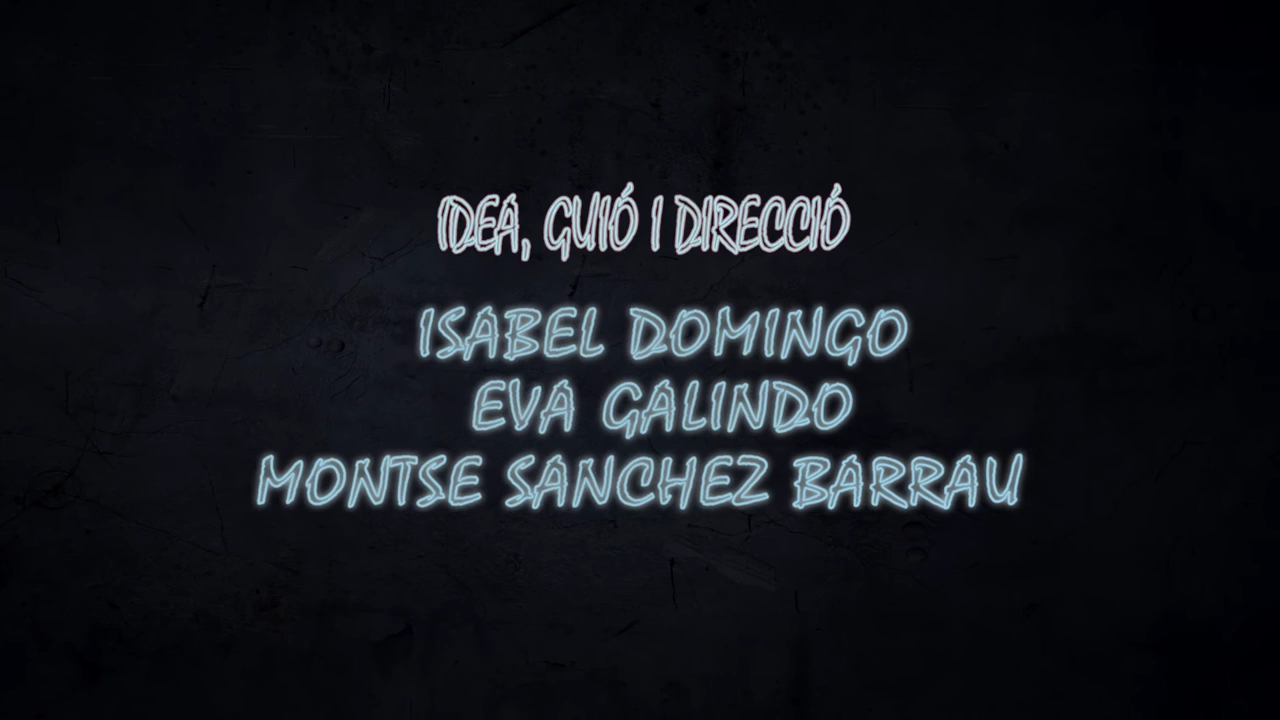 IDEA, GUIÓ I DIRECCIÓ
ISABEL DOMINGO
EVA GALINDO
MONTSE SANCHEZ BARRAU